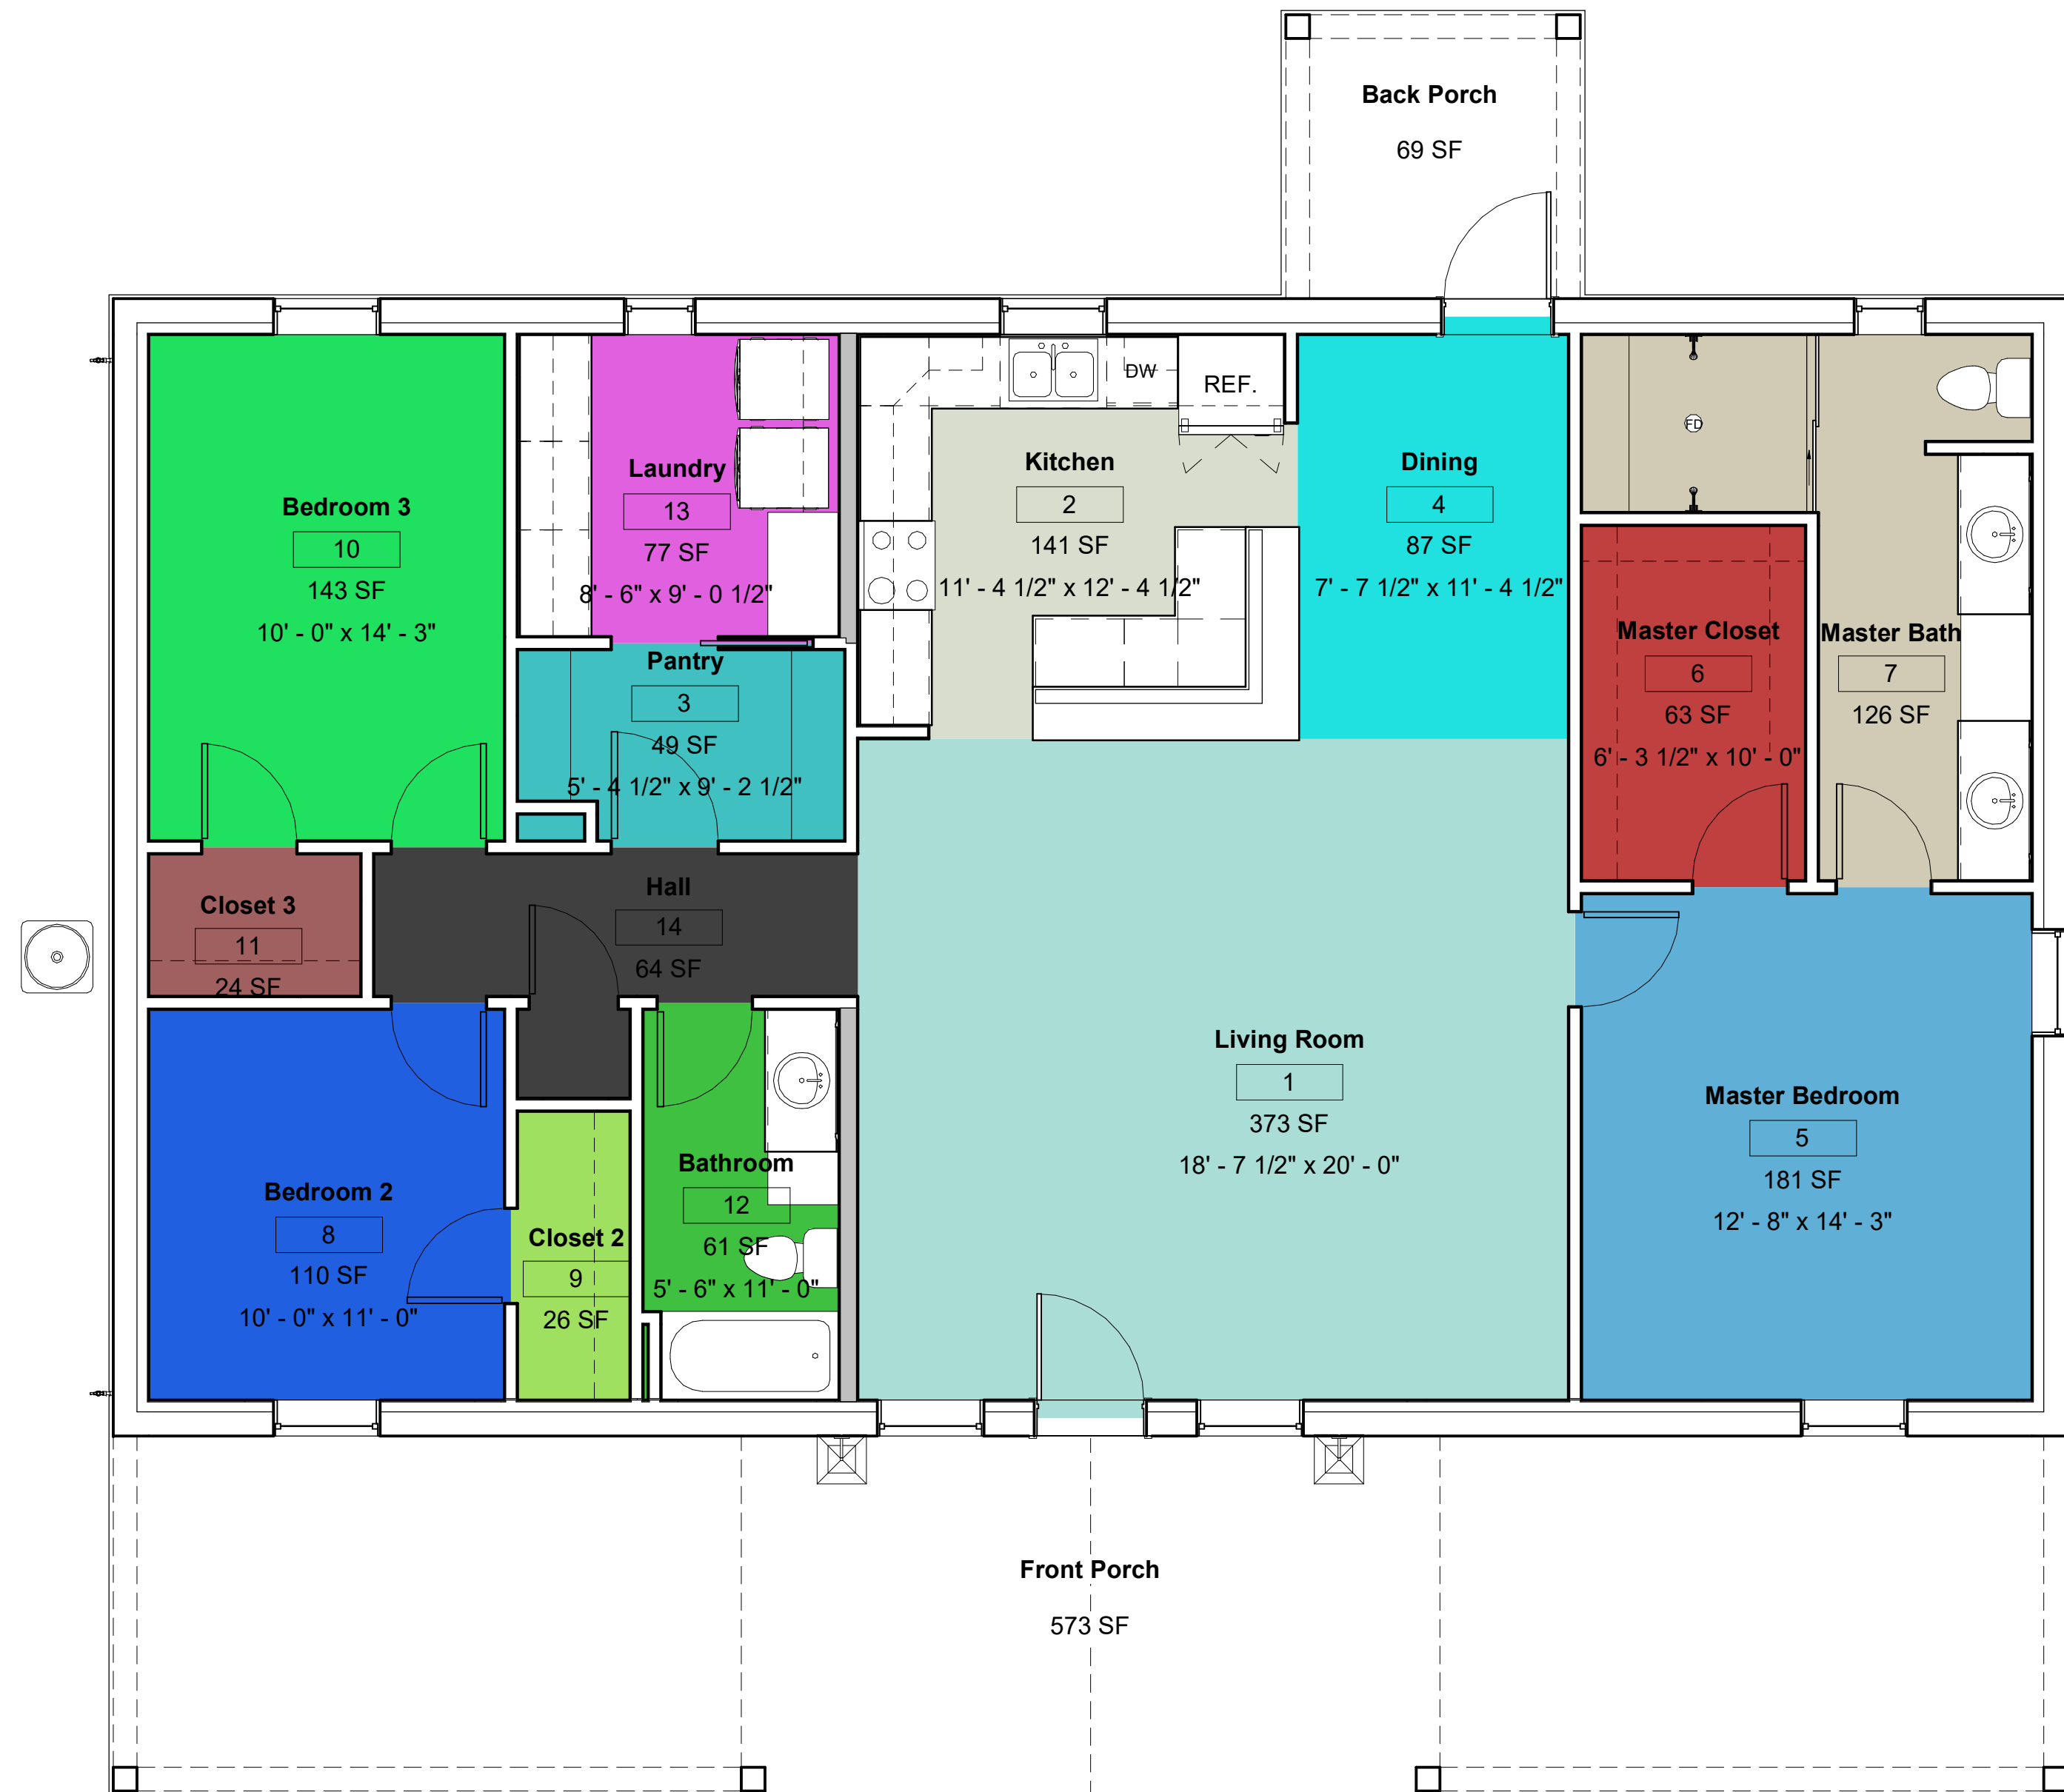 Back Porch
69 SF
DW
REF.
FD
Laundry
13
77 SF
8' - 6" x 9' - 0 1/2"
Kitchen
2
141 SF
11' - 4 1/2" x 12' - 4 1/2"
Dining
4
87 SF
7' - 7 1/2" x 11' - 4 1/2"
Bedroom 3
10
143 SF
10' - 0" x 14' - 3"
Pantry
3
49 SF
5' - 4 1/2" x 9' - 2 1/2"
Master Closet
6
63 SF
6' - 3 1/2" x 10' - 0"
Master Bath
7
126 SF
Closet 3
11
24 SF
Hall
14
64 SF
Living Room
1
373 SF
18' - 7 1/2" x 20' - 0"
Master Bedroom
5
181 SF
12' - 8" x 14' - 3"
Bedroom 2
8
110 SF
10' - 0" x 11' - 0"
Closet 2
9
26 SF
Bathroom
12
61 SF
5' - 6" x 11' - 0"
Front Porch
573 SF